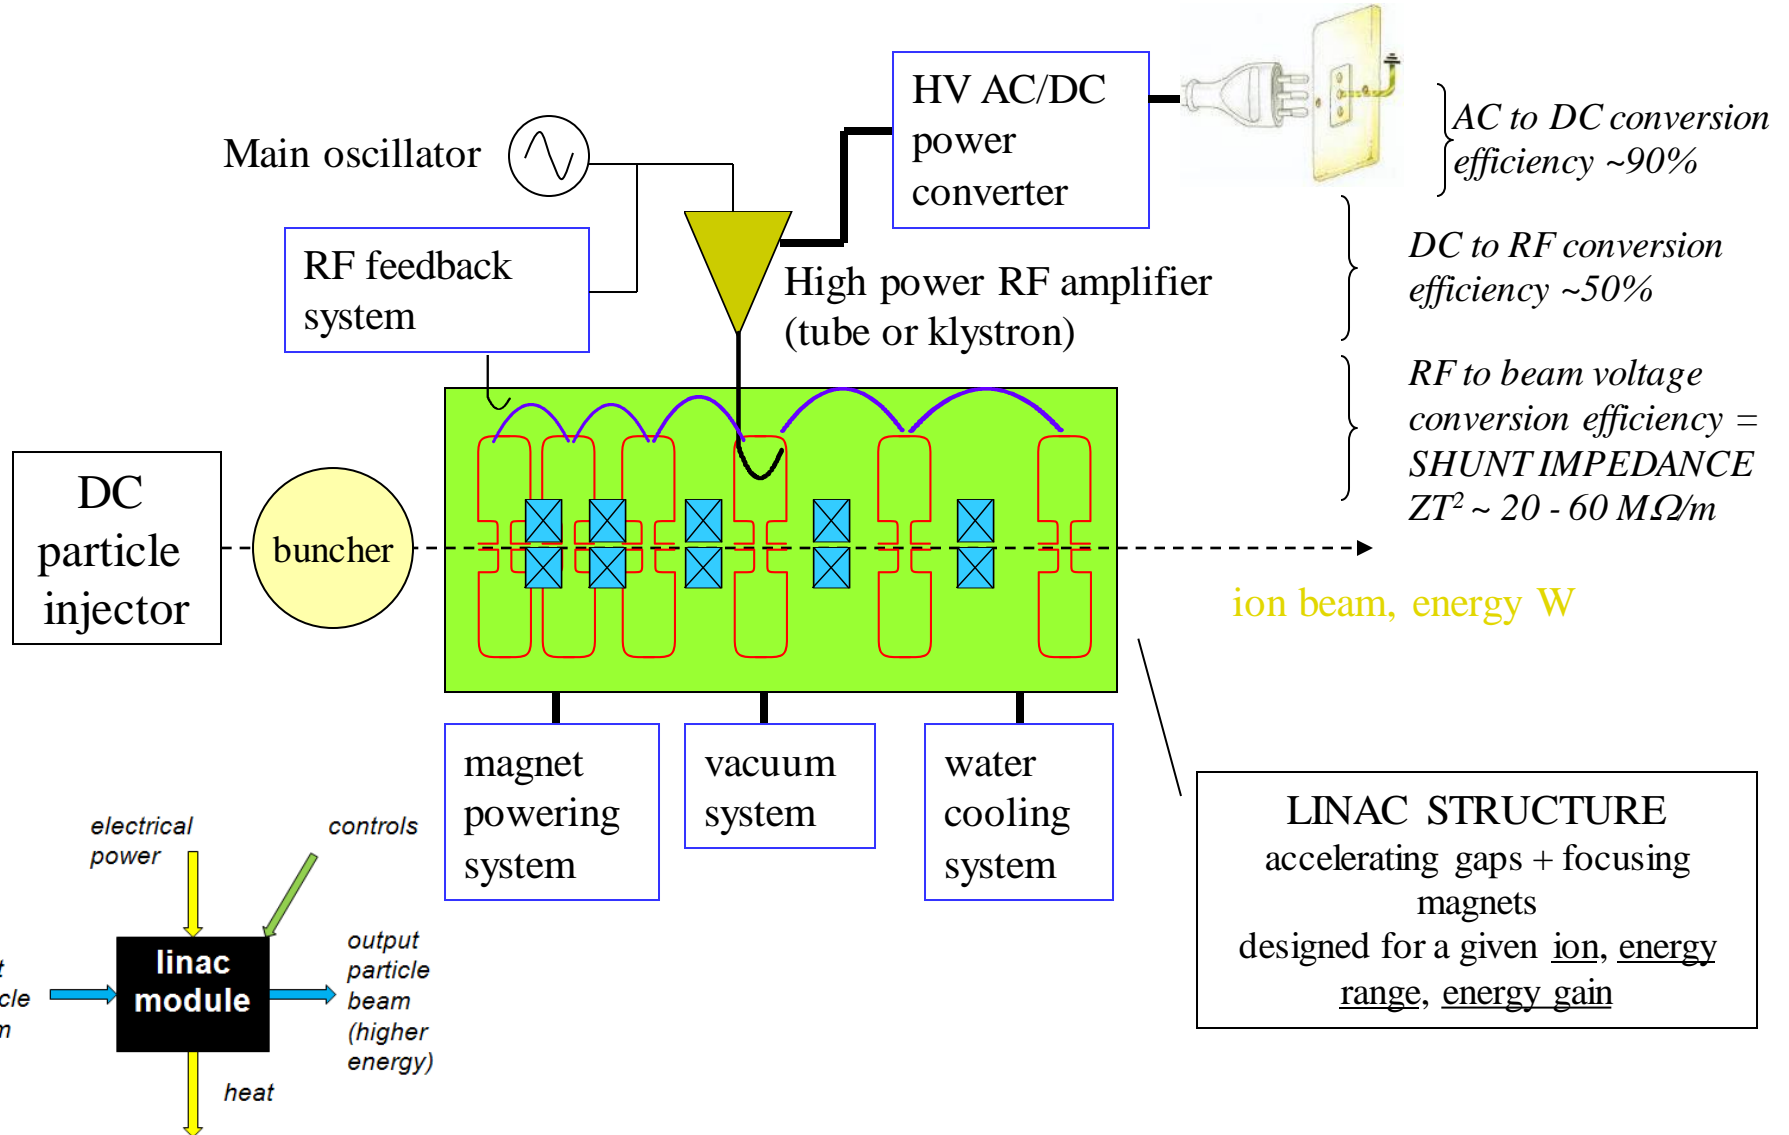 HV AC/DC
power
converter
AC to DC conversion
efficiency ~90%
Main oscillator
RF feedback
system
High power RF amplifier
(tube or klystron)
DC to RF conversion
efficiency ~50%
RF to beam voltage
conversion efficiency =
SHUNT IMPEDANCE
ZT² ~ 20 - 60 MΩ/m
DC
particle
injector
buncher
ion beam, energy W
magnet
powering
system
vacuum
system
water
cooling
system
LINAC STRUCTURE
accelerating gaps + focusing
magnets
designed for a given ion, energy
range, energy gain
electrical
power
controls
linac
module
output
particle
beam
(higher
energy)
heat